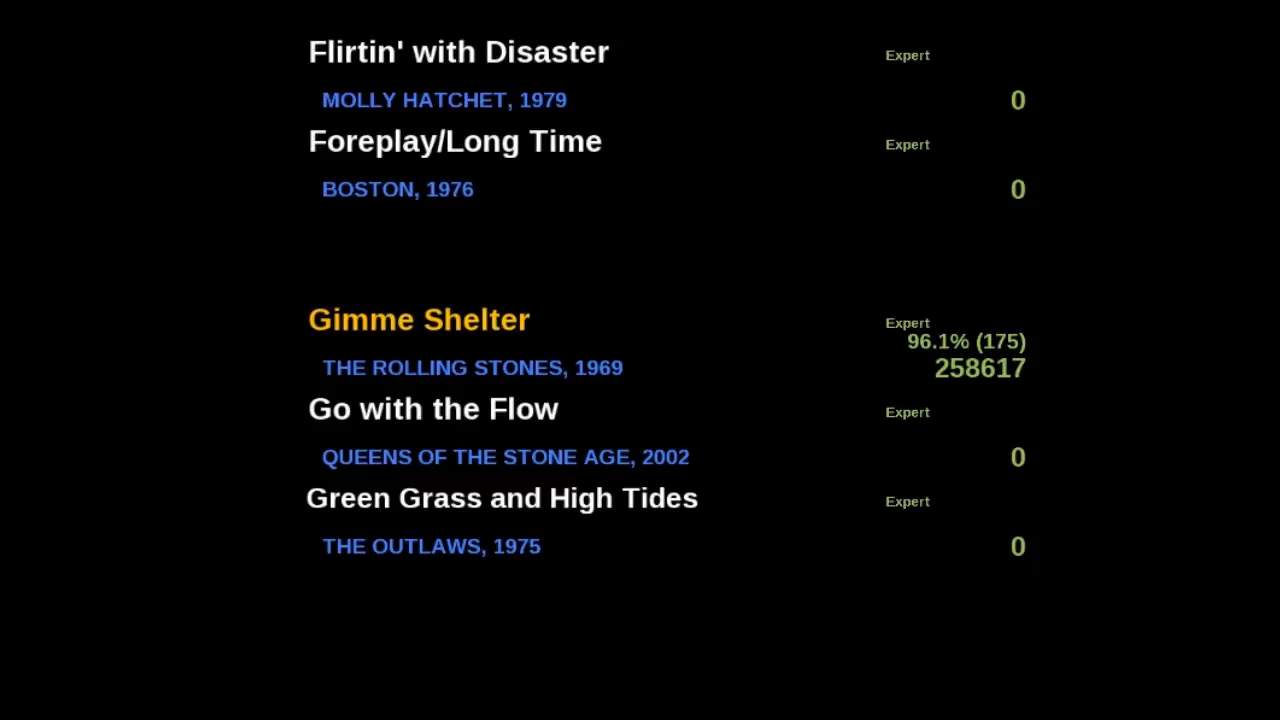 Flirtin' with Disaster Expert
MOLLY HATCHET, 1979 0
Foreplay/Long Time Expert
BOSTON, 1976 0
Gimme Shelter Expert
96.1% (175)
THE ROLLING STONES, 1969 258617
Go with the Flow Expert
QUEENS OF THE STONE AGE, 2002 0
Green Grass and High Tides Expert
THE OUTLAWS, 1975 0